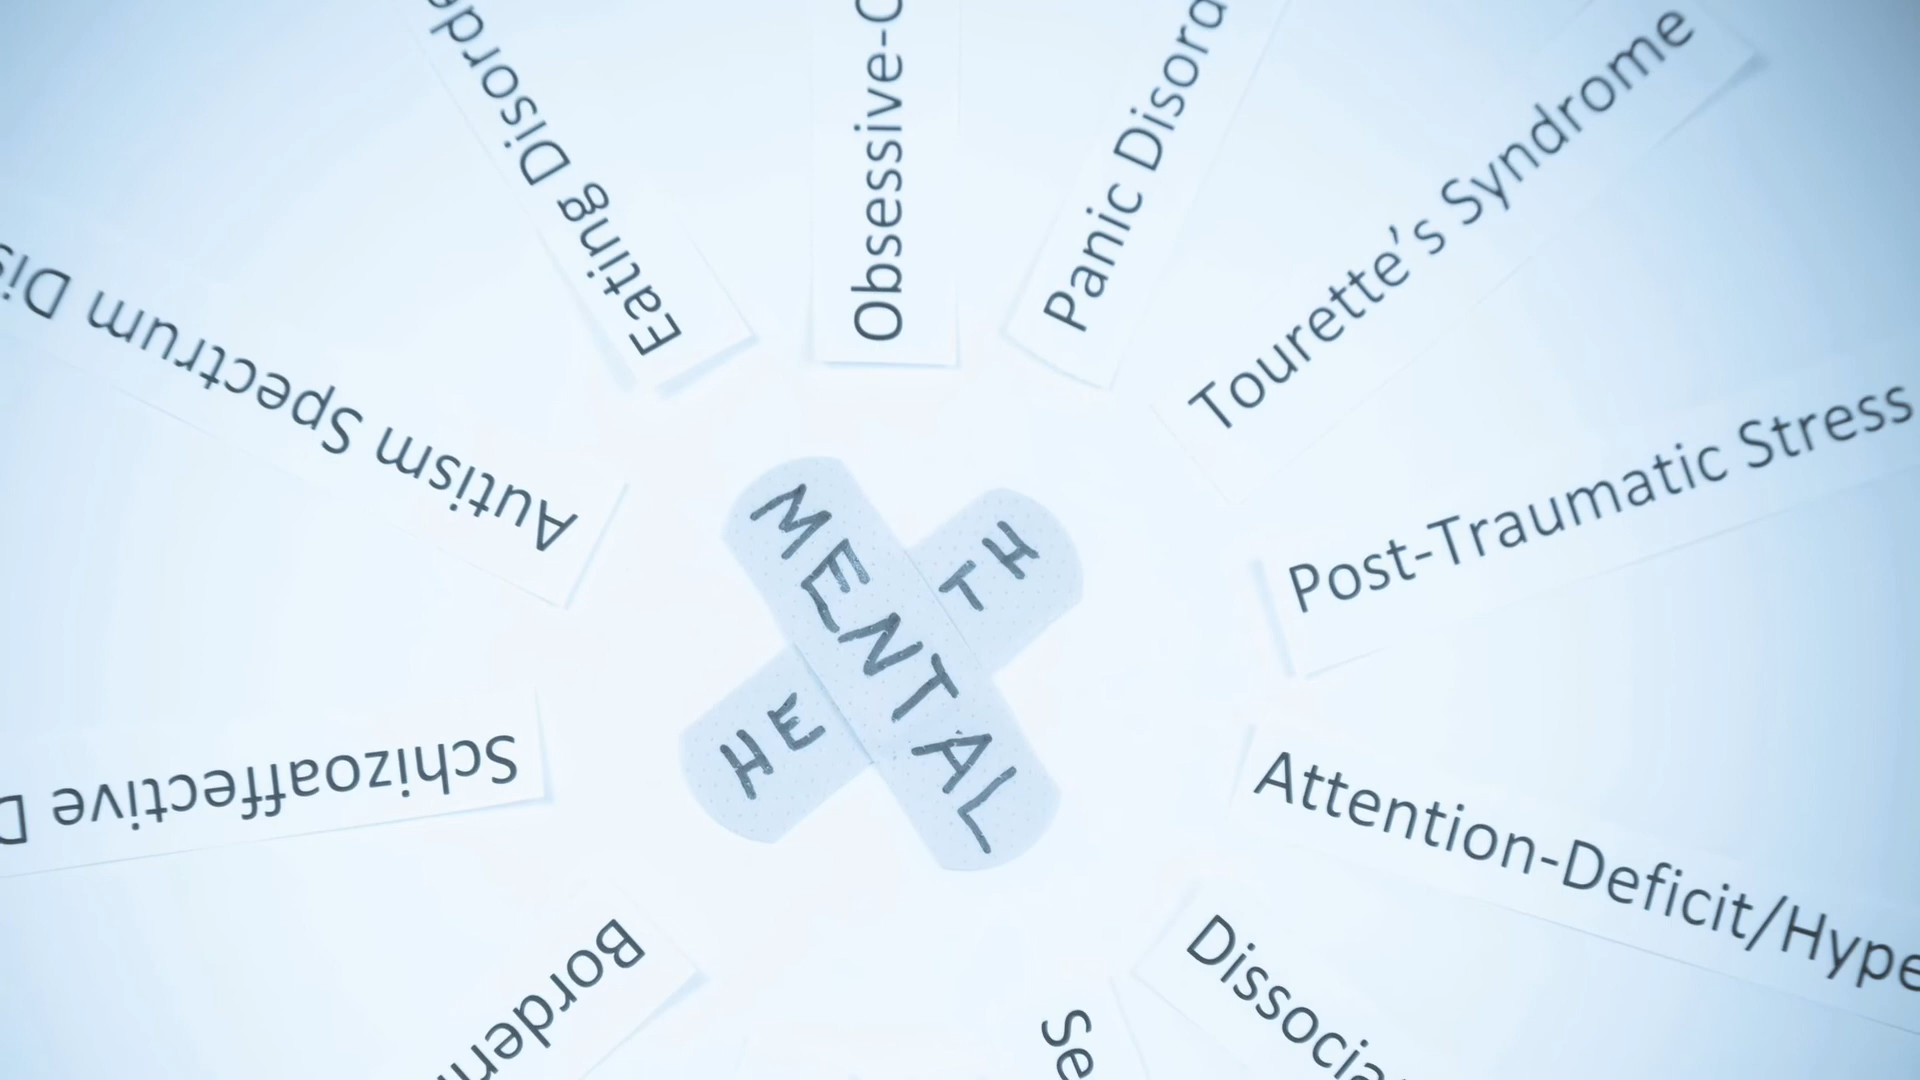 Eating Disorde
Obsessive-C
Panic Disord
Tourette's Syndrome
Post-Traumatic Stress
Attention-Deficit/Hype
Dissocia
Se
Borderl
Schizoaffective D
Autism Spectrum Dis
MENTAL
HE TH